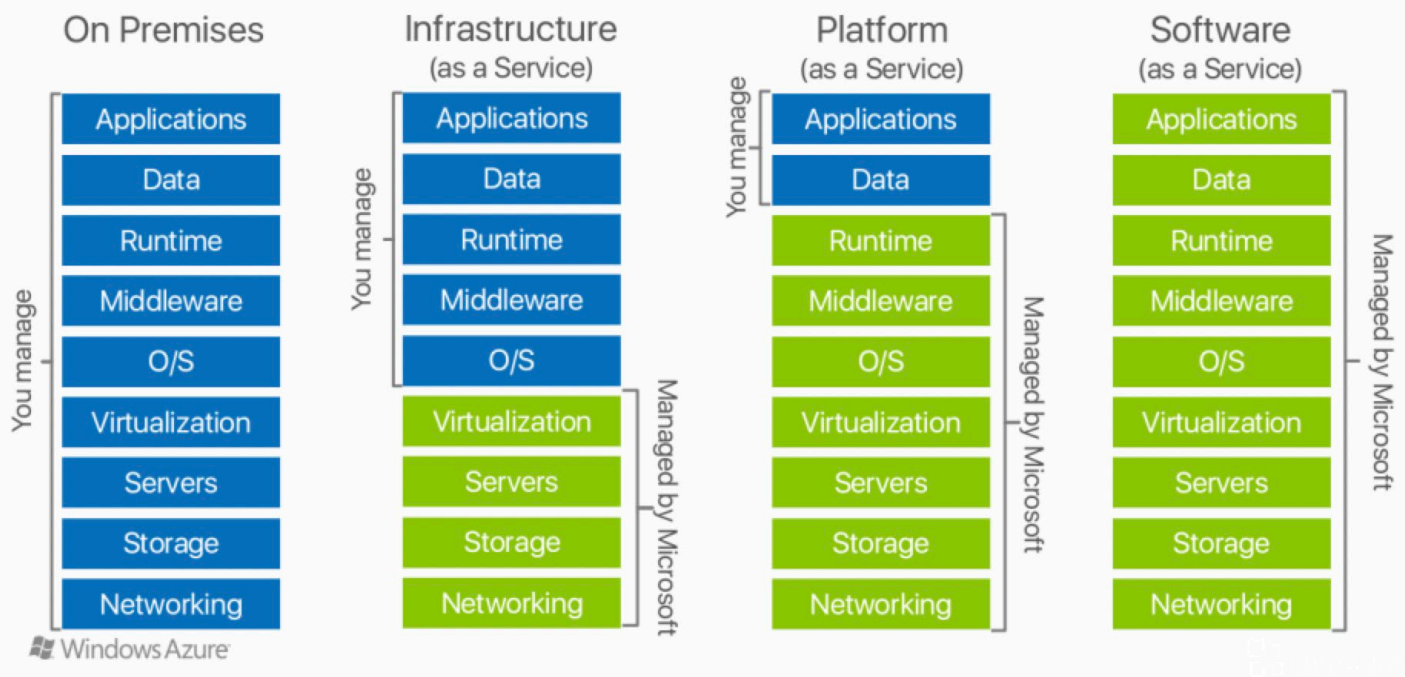 On Premises
Applications
Data
Runtime
Middleware
O/S
Virtualization
Servers
Storage
Networking
You manage
Windows Azure
Infrastructure
(as a Service)
Applications
Data
Runtime
Middleware
O/S
Virtualization
Servers
Storage
Networking
You manage
Managed by Microsoft
Platform
(as a Service)
Applications
Data
Runtime
Middleware
O/S
Virtualization
Servers
Storage
Networking
You manage
Managed by Microsoft
Software
(as a Service)
Applications
Data
Runtime
Middleware
O/S
Virtualization
Servers
Storage
Networking
Managed by Microsoft